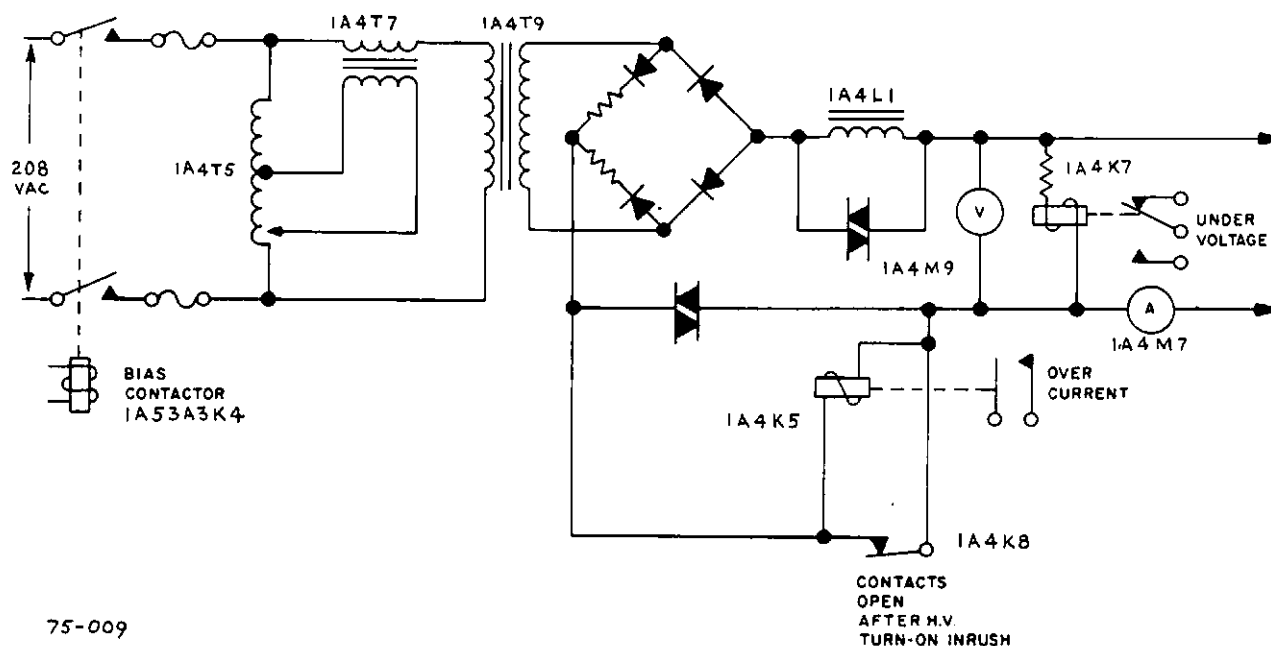 1A4T7
1A4T9
208
VAC
1A4T5
1A4L1
1A4K7
V
UNDER
VOLTAGE
1A4M9
A
1A4M7
BIAS
CONTACTOR
1A53A3K4
OVER
CURRENT
1A4K5
1A4K8
CONTACTS
OPEN
AFTER H.V.
TURN-ON INRUSH
75-009